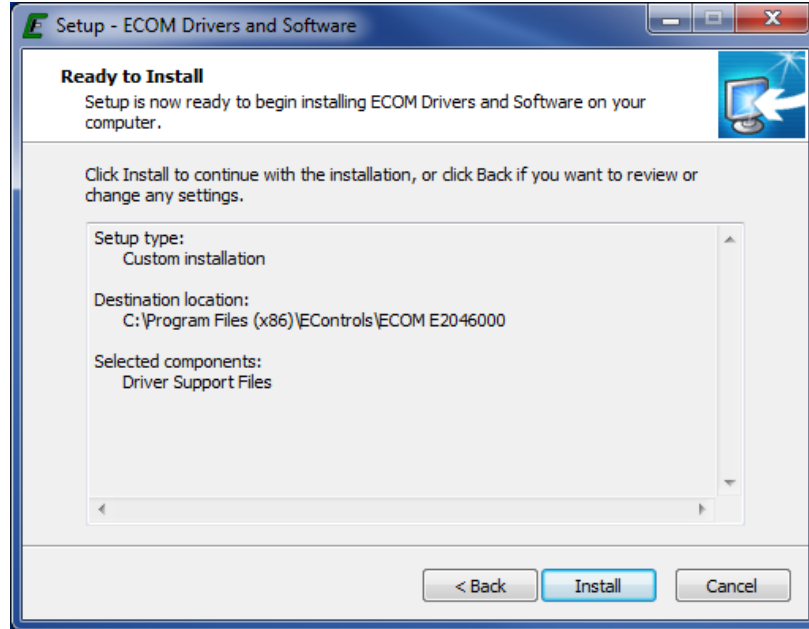 Setup - ECOM Drivers and Software
Ready to Install
Setup is now ready to begin installing ECOM Drivers and Software on your
computer.
Click Install to continue with the installation, or click Back if you want to review or
change any settings.
Setup type:
Custom installation
Destination location:
C:\Program Files (x86)\EControls\ECOM E2046000
Selected components:
Driver Support Files
< Back Install Cancel